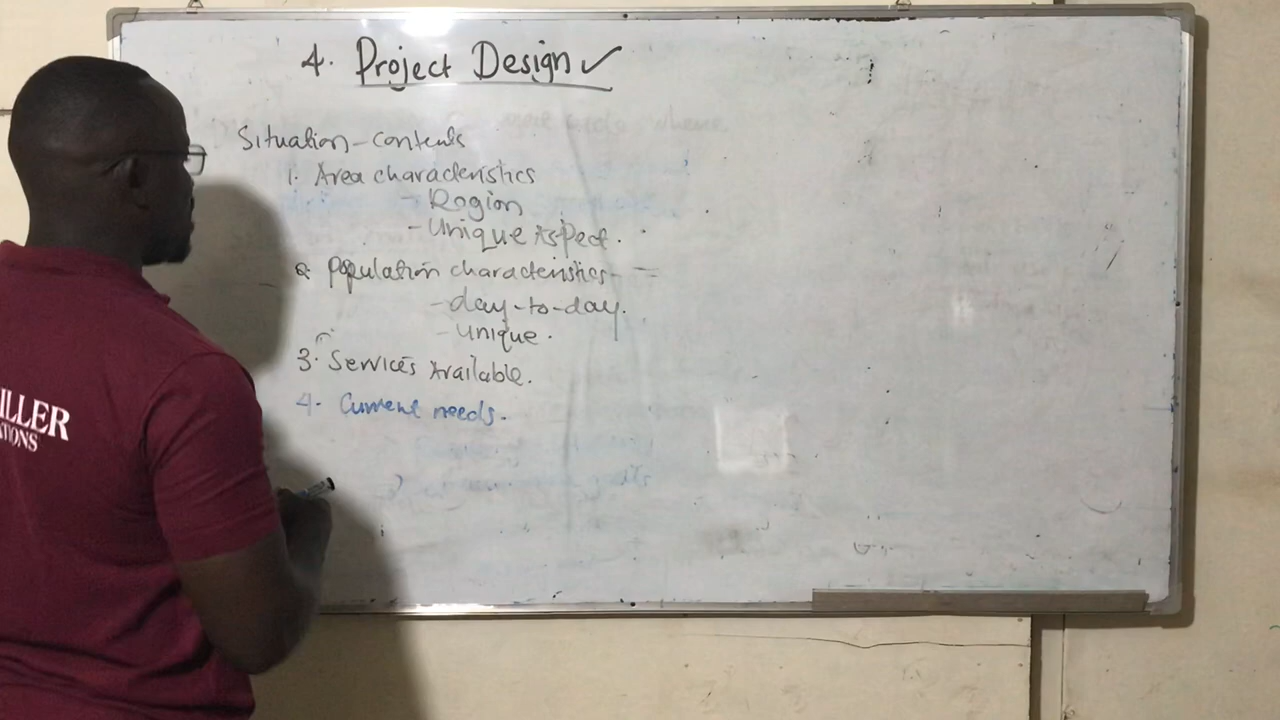 4. Project Design ✓
Situation - contents
1. Area characteristics
- Region
- Unique Aspect.
2. Population characteristics -
- day-to-day.
- unique.
3. Services Available.
4. Current needs.
ILLER